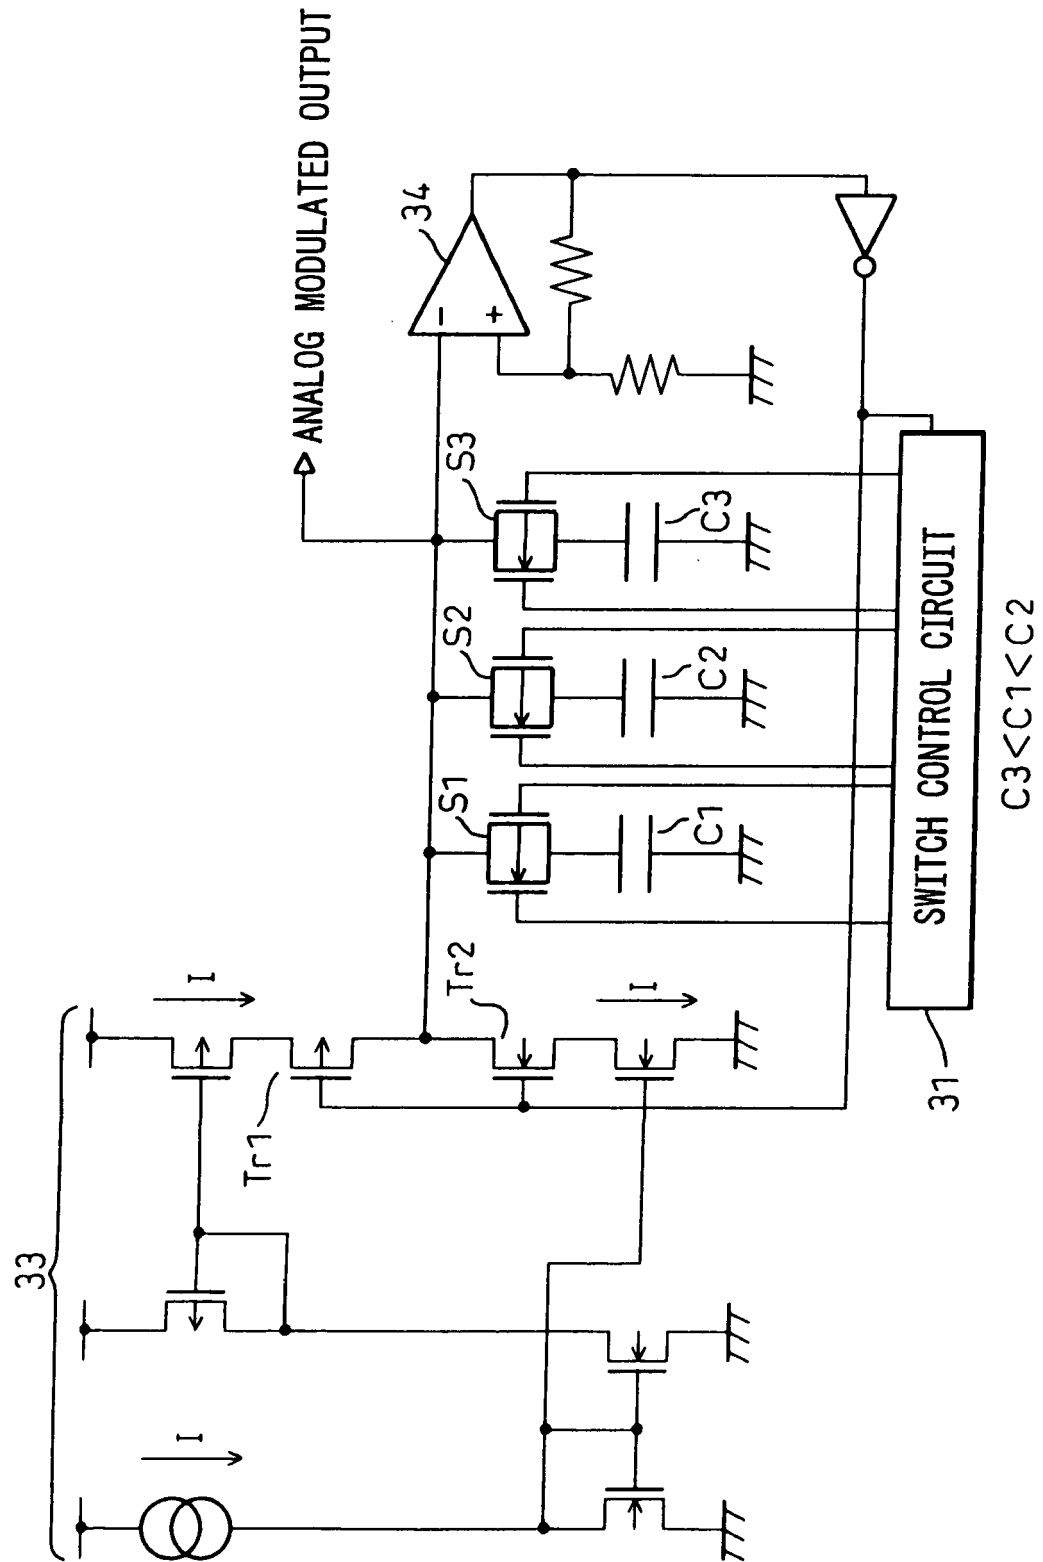 33
I
I
I
Tr1
Tr2
ANALOG MODULATED OUTPUT
34
−
+
S1
S2
S3
C1
C2
C3
SWITCH CONTROL CIRCUIT
31
C3<C1<C2